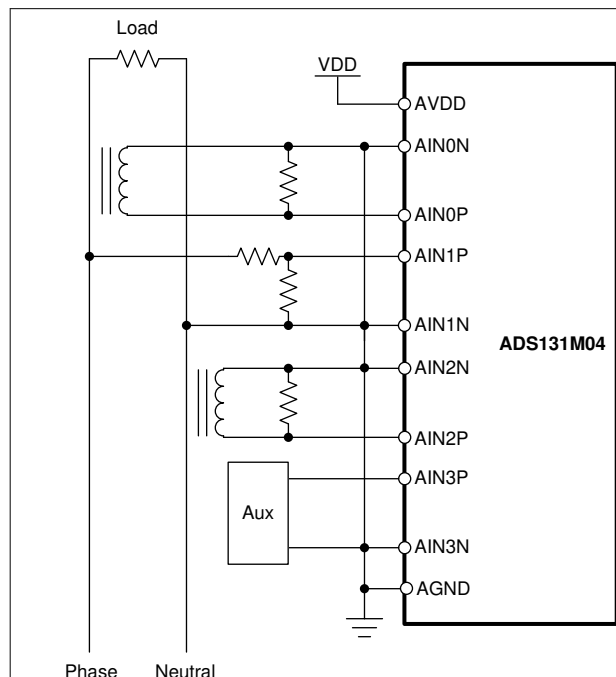 Load
VDD
AVDD
AIN0N
AIN0P
AIN1P
AIN1N
ADS131M04
AIN2N
AIN2P
AIN3P
Aux
AIN3N
AGND
Phase
Neutral